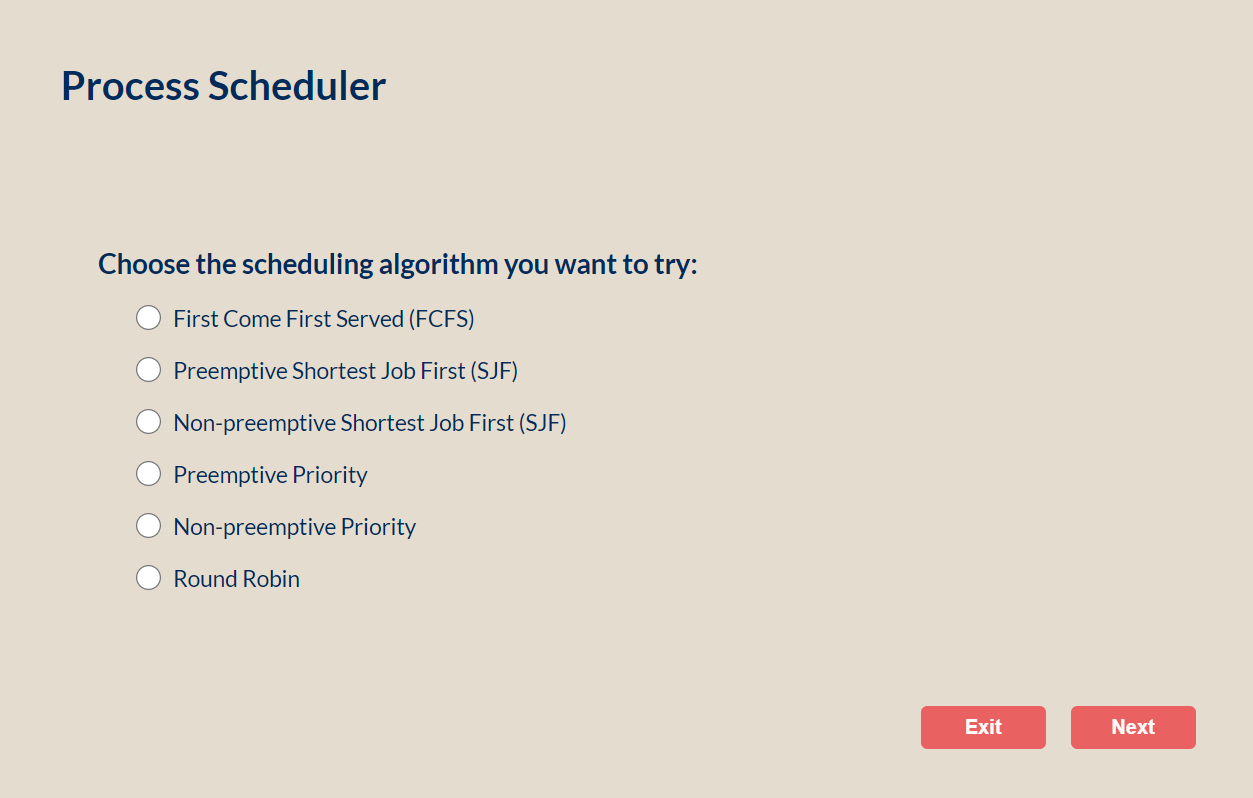 Process Scheduler
Choose the scheduling algorithm you want to try:
First Come First Served (FCFS)
Preemptive Shortest Job First (SJF)
Non-preemptive Shortest Job First (SJF)
Preemptive Priority
Non-preemptive Priority
Round Robin
Exit
Next